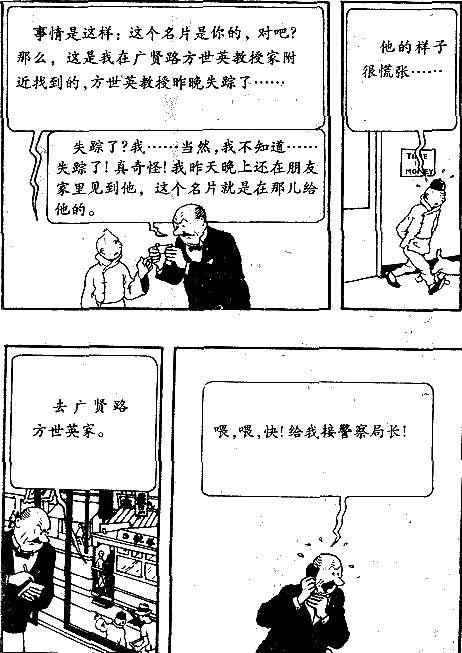 事情是这样:这个名片是你的,对吧?
那么,这是我在广贤路方世英教授家附
近找到的,方世英教授昨晚失踪了……
失踪了?我……当然,我不知道……
失踪了!真奇怪!我昨天晚上还在朋友
家里见到他,这个名片就是在那儿给
他的。
他的样子
很慌张……
TIME
IS
MONEY
去广贤路
方世英家。
喂,喂,快!给我接警察局长!